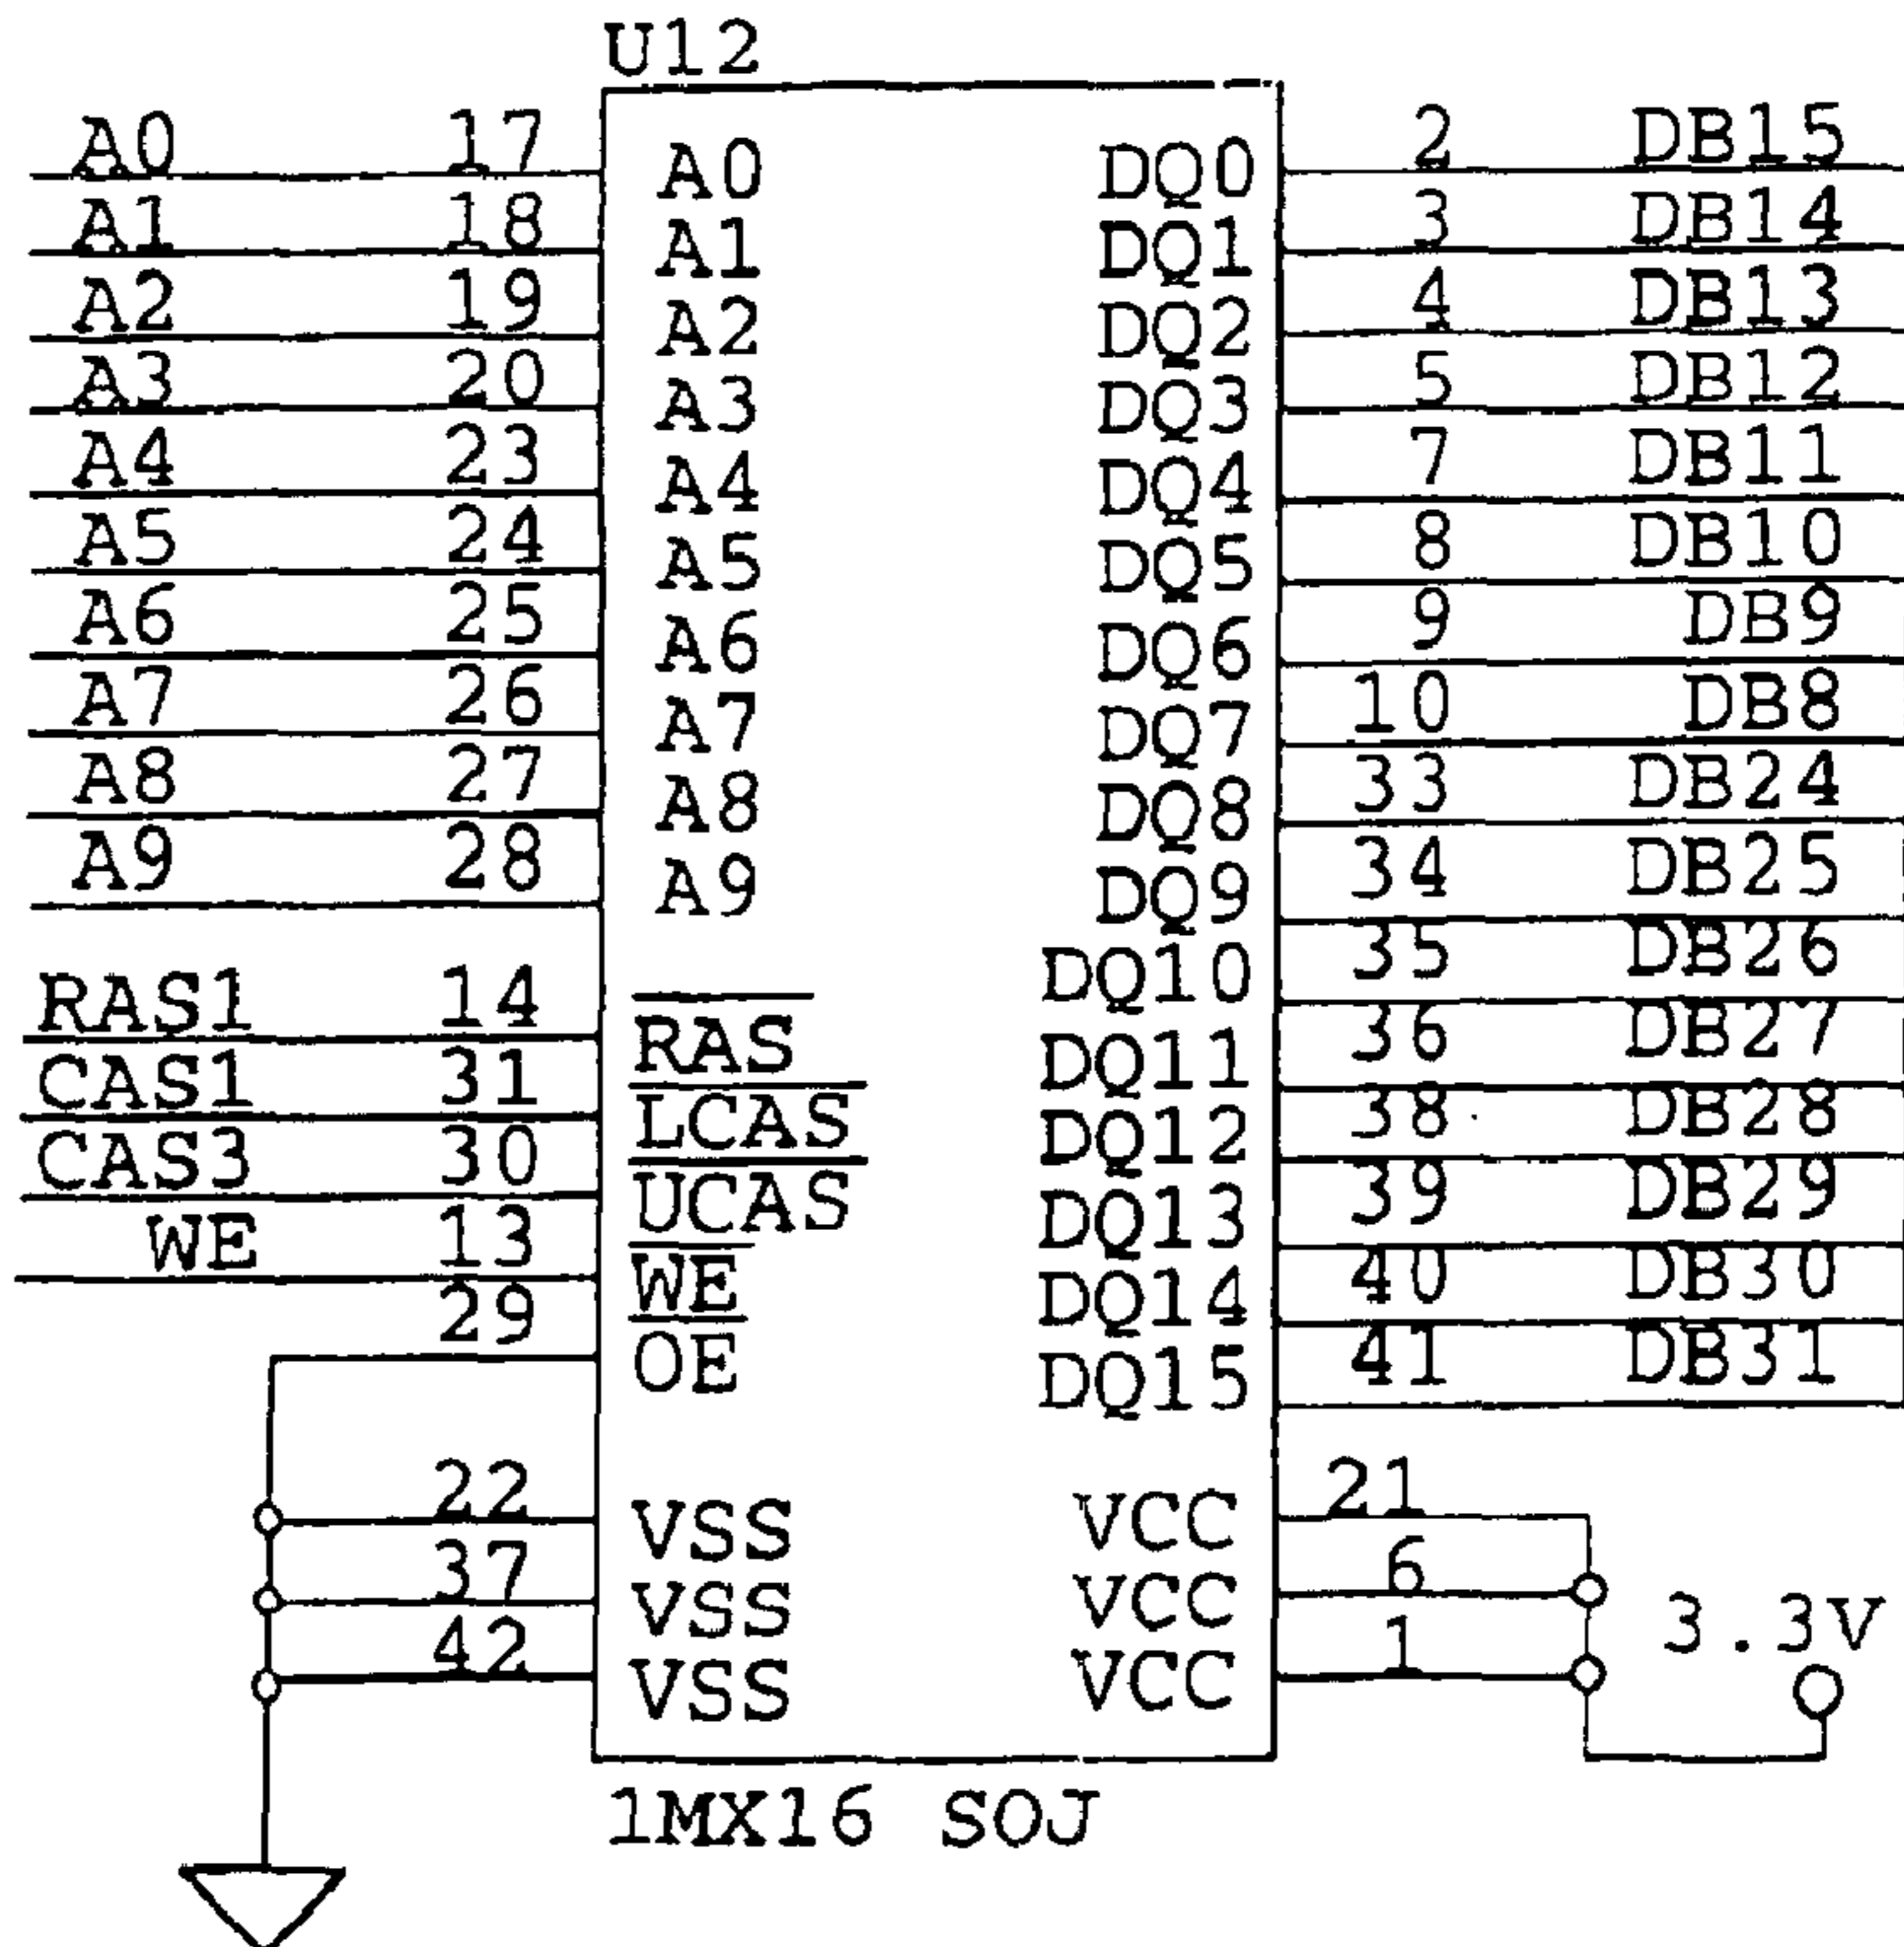 U12
A0 17 A0 DQ0 2 DB15
A1 18 A1 DQ1 3 DB14
A2 19 A2 DQ2 4 DB13
A3 20 A3 DQ3 5 DB12
A4 23 A4 DQ4 7 DB11
A5 24 A5 DQ5 8 DB10
A6 25 A6 DQ6 9 DB9
A7 26 A7 DQ7 10 DB8
A8 27 A8 DQ8 33 DB24
A9 28 A9 DQ9 34 DB25
DQ10 35 DB26
RAS1 14 RAS DQ11 36 DB27
CAS1 31 LCAS DQ12 38 DB28
CAS3 30 UCAS DQ13 39 DB29
WE 13 WE DQ14 40 DB30
29 OE DQ15 41 DB31
22 VSS VCC 21
37 VSS VCC 6
42 VSS VCC 1
3.3V
1MX16 SOJ